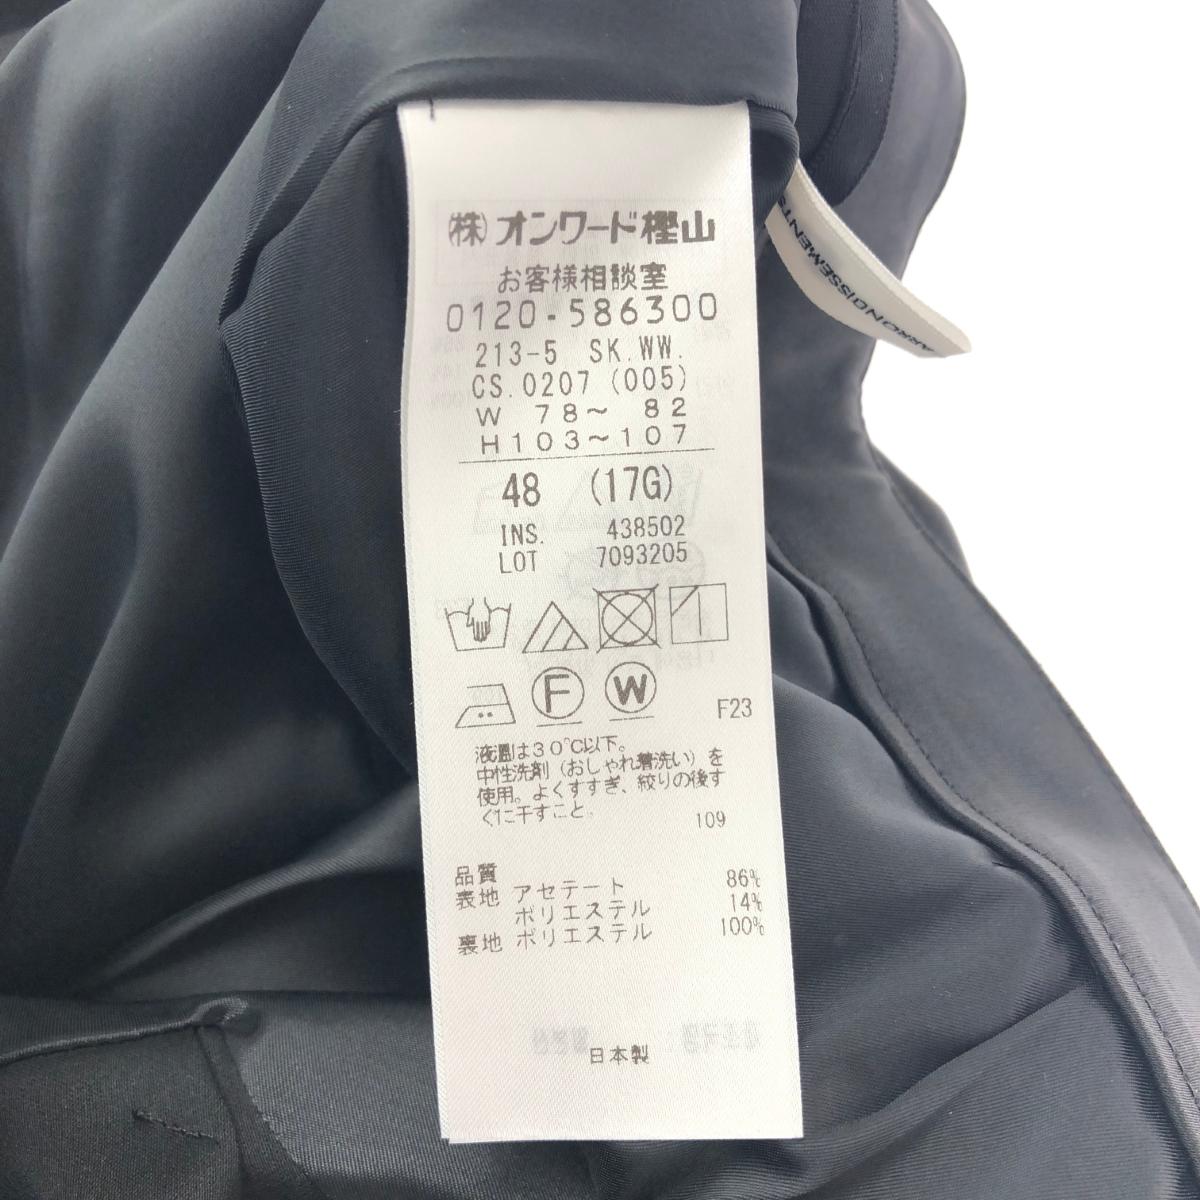 (株)オンワード樫山
お客様相談室
0120-586300
213-5 SK.WW.
CS.0207 (005)
W 78～ 82
H103～107
48 (17G)
INS. 438502
LOT 7093205
F W
F23
液温は30℃以下。
中性洗剤（おしゃれ着洗い）を
使用。よくすすぎ、絞りの後す
ぐに干すこと。
109
品質
表地 アセテート 86%
ポリエステル 14%
裏地 ポリエステル 100%
日本製
ARRONDISSEMENTS